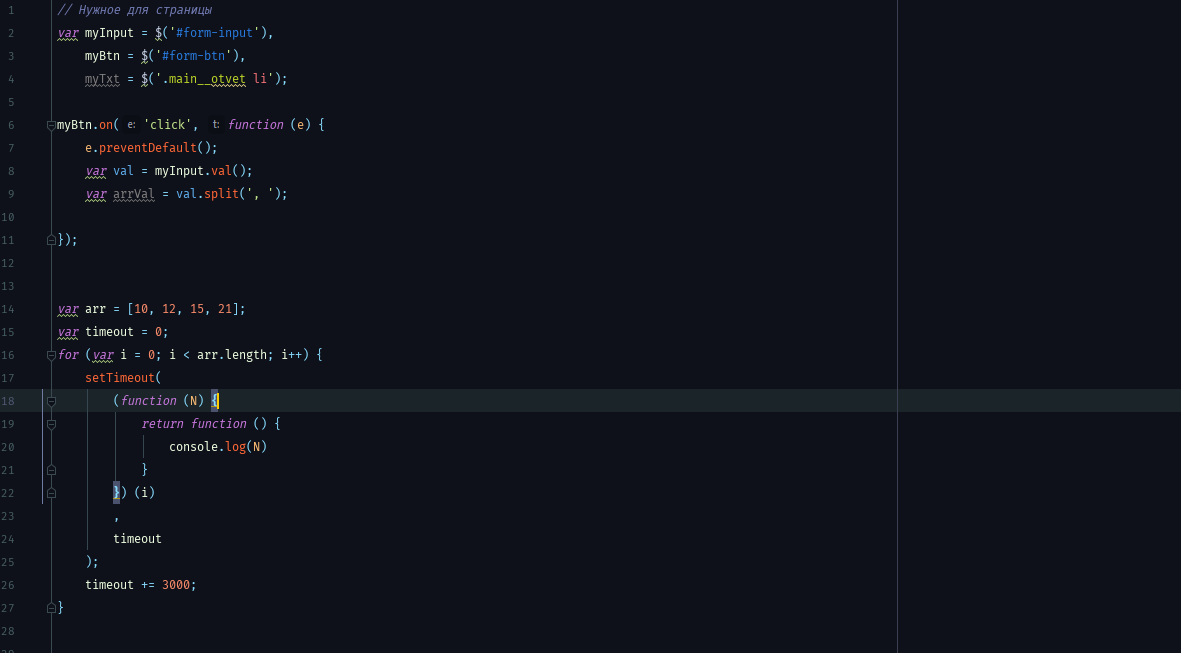 1 // Нужное для страницы
2 var myInput = $('#form-input'),
3 myBtn = $('#form-btn'),
4 myTxt = $('.main__otvet li');
5
6 myBtn.on( e: 'click', t: function (e) {
7 e.preventDefault();
8 var val = myInput.val();
9 var arrVal = val.split(', ');
10
11 });
12
13
14 var arr = [10, 12, 15, 21];
15 var timeout = 0;
16 for (var i = 0; i < arr.length; i++) {
17 setTimeout(
18 (function (N) {
19 return function () {
20 console.log(N)
21 }
22 }) (i)
23 ,
24 timeout
25 );
26 timeout += 3000;
27 }
28